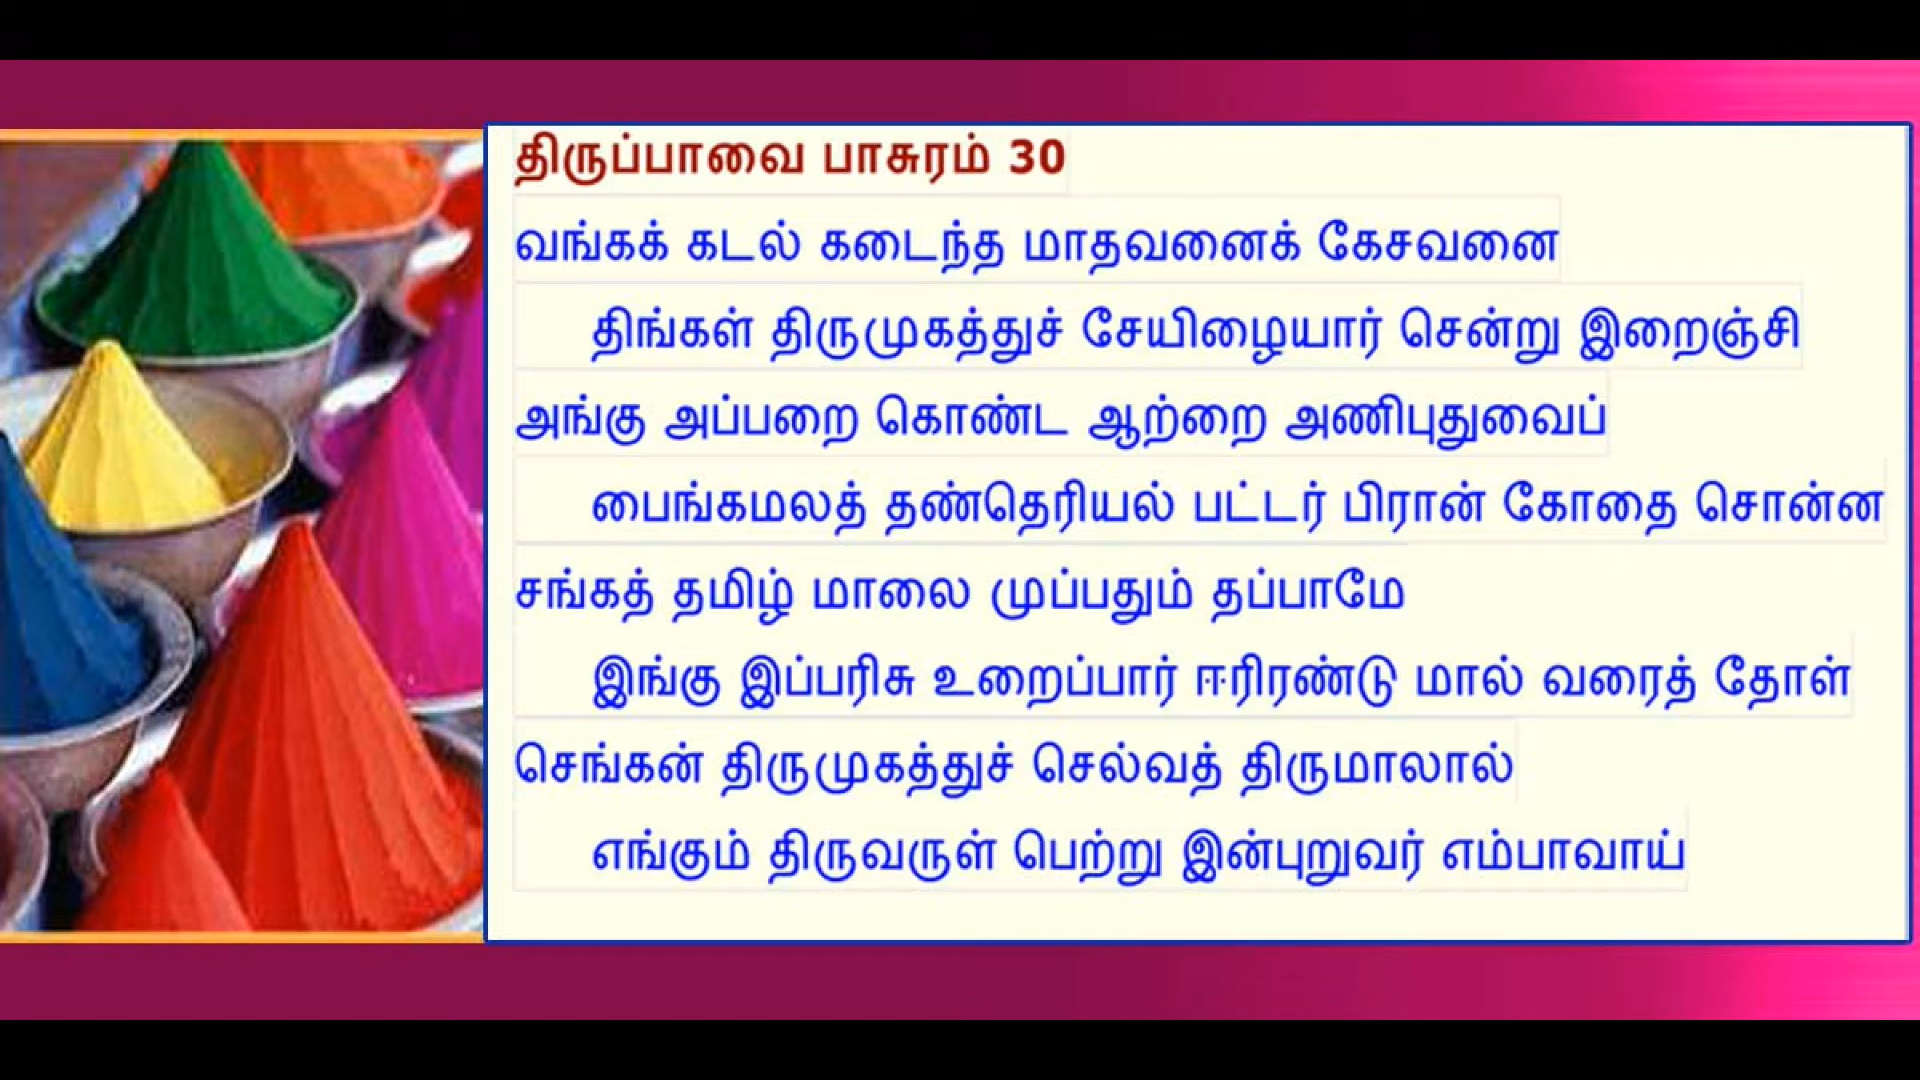 திருப்பாவை பாசுரம் 30
வங்கக் கடல் கடைந்த மாதவனைக் கேசவனை
திங்கள் திருமுகத்துச் சேயிழையார் சென்று இறைஞ்சி
அங்கு அப்பறை கொண்ட ஆற்றை அணிபுதுவைப்
பைங்கமலத் தண்தெரியல் பட்டர் பிரான் கோதை சொன்ன
சங்கத் தமிழ் மாலை முப்பதும் தப்பாமே
இங்கு இப்பரிசு உறைப்பார் ஈரிரண்டு மால் வரைத் தோள்
செங்கன் திருமுகத்துச் செல்வத் திருமாலால்
எங்கும் திருவருள் பெற்று இன்புறுவர் எம்பாவாய்